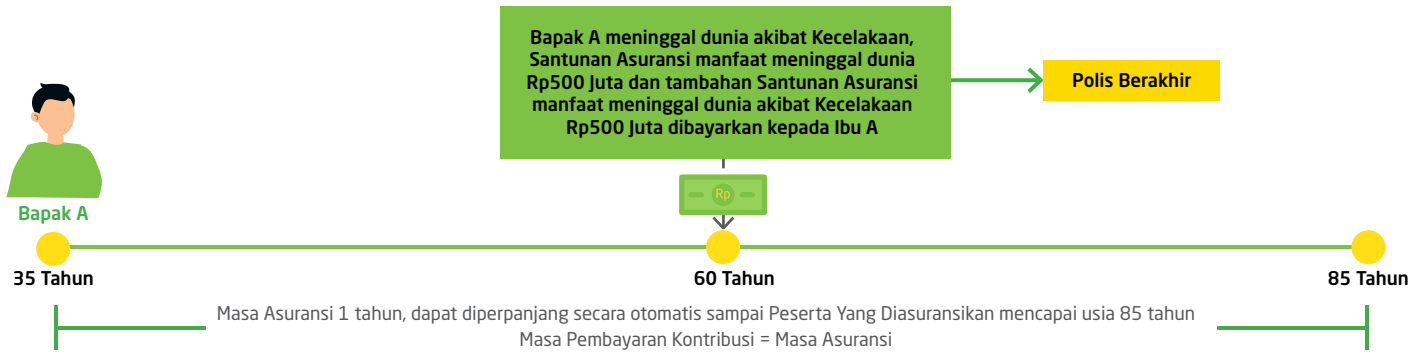 Bapak A meninggal dunia akibat Kecelakaan,
Santunan Asuransi manfaat meninggal dunia
Rp500 Juta dan tambahan Santunan Asuransi
manfaat meninggal dunia akibat Kecelakaan
Rp500 Juta dibayarkan kepada Ibu A
Polis Berakhir
Rp
Bapak A
35 Tahun
60 Tahun
85 Tahun
Masa Asuransi 1 tahun, dapat diperpanjang secara otomatis sampai Peserta Yang Diasuransikan mencapai usia 85 tahun
Masa Pembayaran Kontribusi = Masa Asuransi